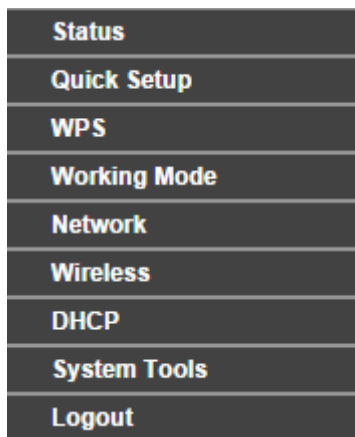 Status
Quick Setup
WPS
Working Mode
Network
Wireless
DHCP
System Tools
Logout